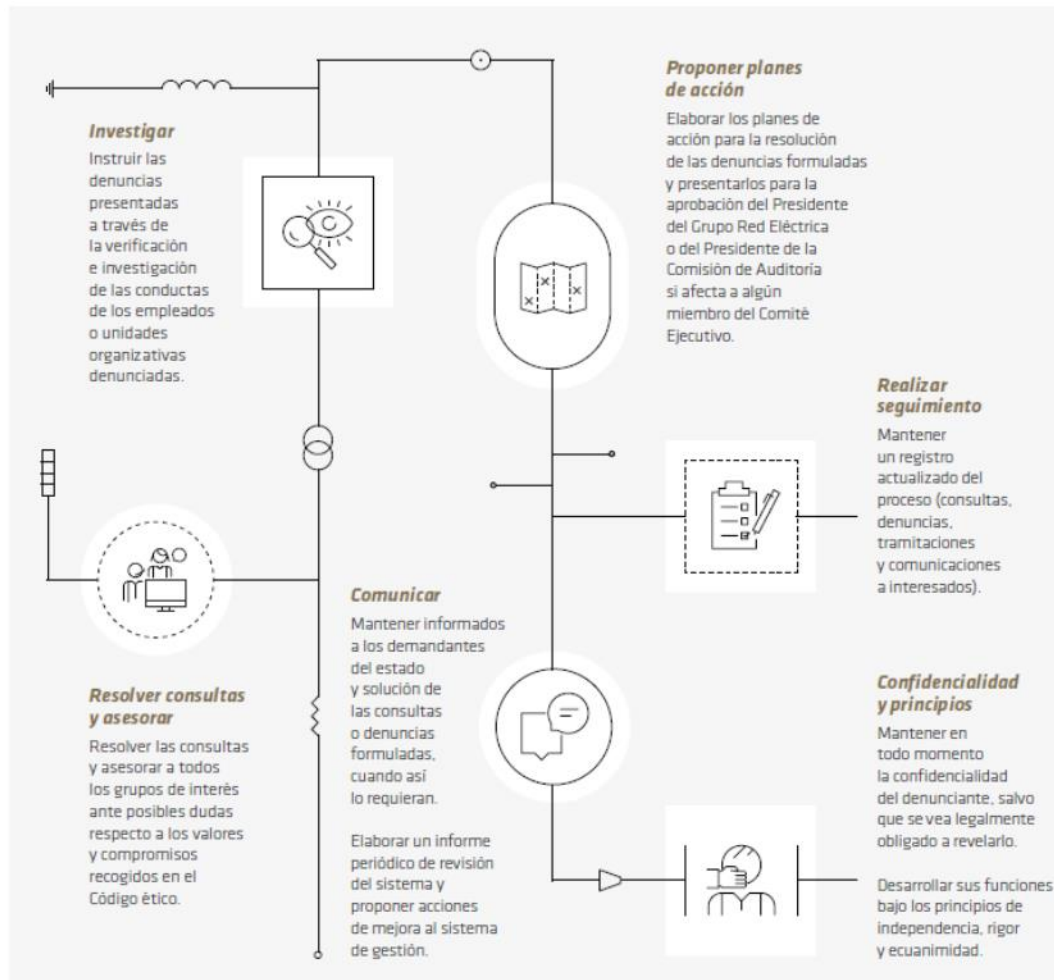 Investigar
Instruir las
denuncias
presentadas
a través de
la verificación
e investigación
de las conductas
de los empleados
o unidades
organizativas
denunciadas.
Resolver consultas
y asesorar
Resolver las consultas
y asesorar a todos
los grupos de interés
ante posibles dudas
respecto a los valores
y compromisos
recogidos en el
Código ético.
Comunicar
Mantener informados
a los demandantes
del estado
y solución de
las consultas
o denuncias
formuladas,
cuando así
lo requieran.
Elaborar un informe
periódico de revisión
del sistema y
proponer acciones
de mejora al sistema
de gestión.
Proponer planes
de acción
Elaborar los planes de
acción para la resolución
de las denuncias formuladas
y presentarlos para la
aprobación del Presidente
del Grupo Red Eléctrica
o del Presidente de la
Comisión de Auditoría
si afecta a algún
miembro del Comité
Ejecutivo.
Realizar
seguimiento
Mantener
un registro
actualizado del
proceso (consultas,
denuncias,
tramitaciones
y comunicaciones
a interesados).
Confidencialidad
y principios
Mantener en
todo momento
la confidencialidad
del denunciante, salvo
que se vea legalmente
obligado a revelarlo.
Desarrollar sus funciones
bajo los principios de
independencia, rigor
y ecuanimidad.